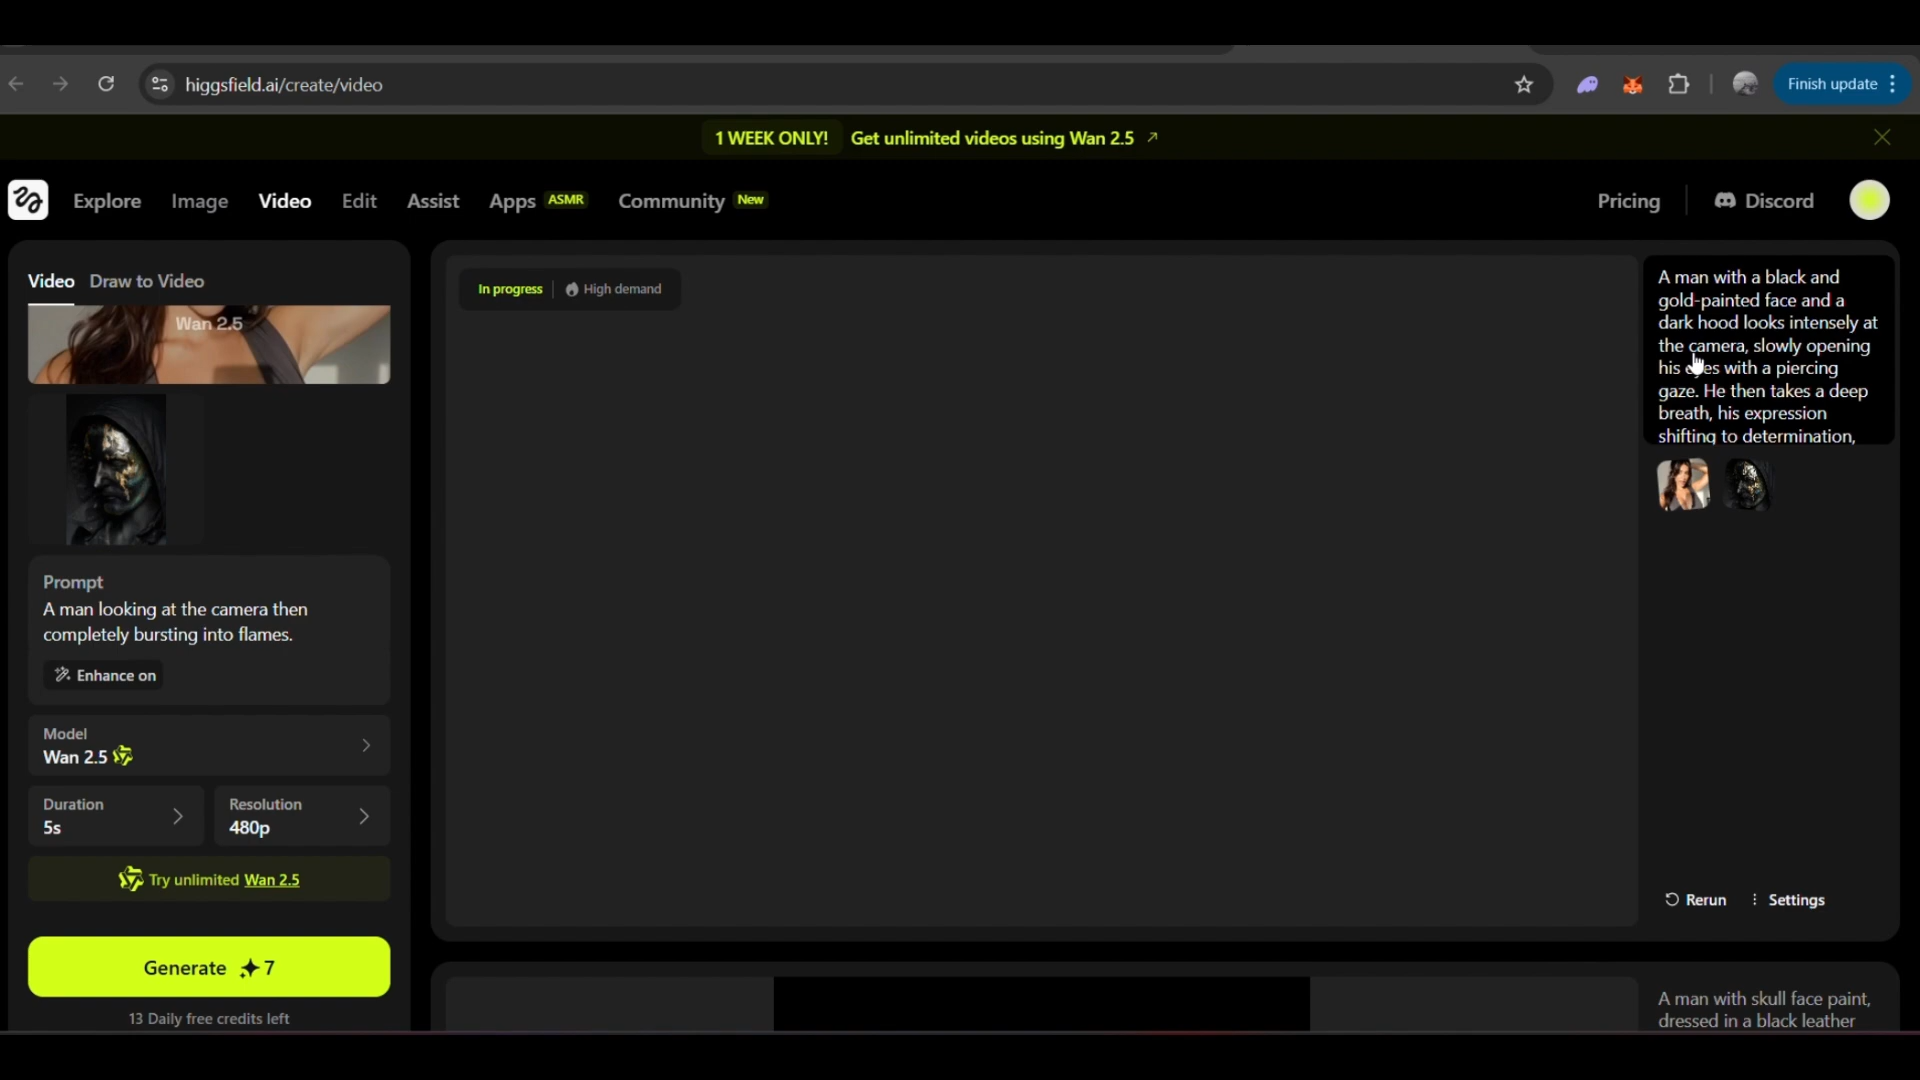 higgsfield.ai/create/video
Finish update
1 WEEK ONLY! Get unlimited videos using Wan 2.5
Explore Image Video Edit Assist Apps ASMR Community New
Pricing Discord
Video Draw to Video
Wan 2.5
Prompt
A man looking at the camera then
completely bursting into flames.
Enhance on
Model
Wan 2.5
Duration
5s
Resolution
480p
Try unlimited Wan 2.5
Generate 7
13 Daily free credits left
In progress High demand
A man with a black and
gold-painted face and a
dark hood looks intensely at
the camera, slowly opening
his eyes with a piercing
gaze. He then takes a deep
breath, his expression
shifting to determination,
Rerun Settings
A man with skull face paint,
dressed in a black leather